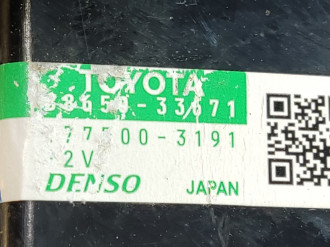 TOYOTA
88650-33671
177500-3191
12V
DENSO JAPAN